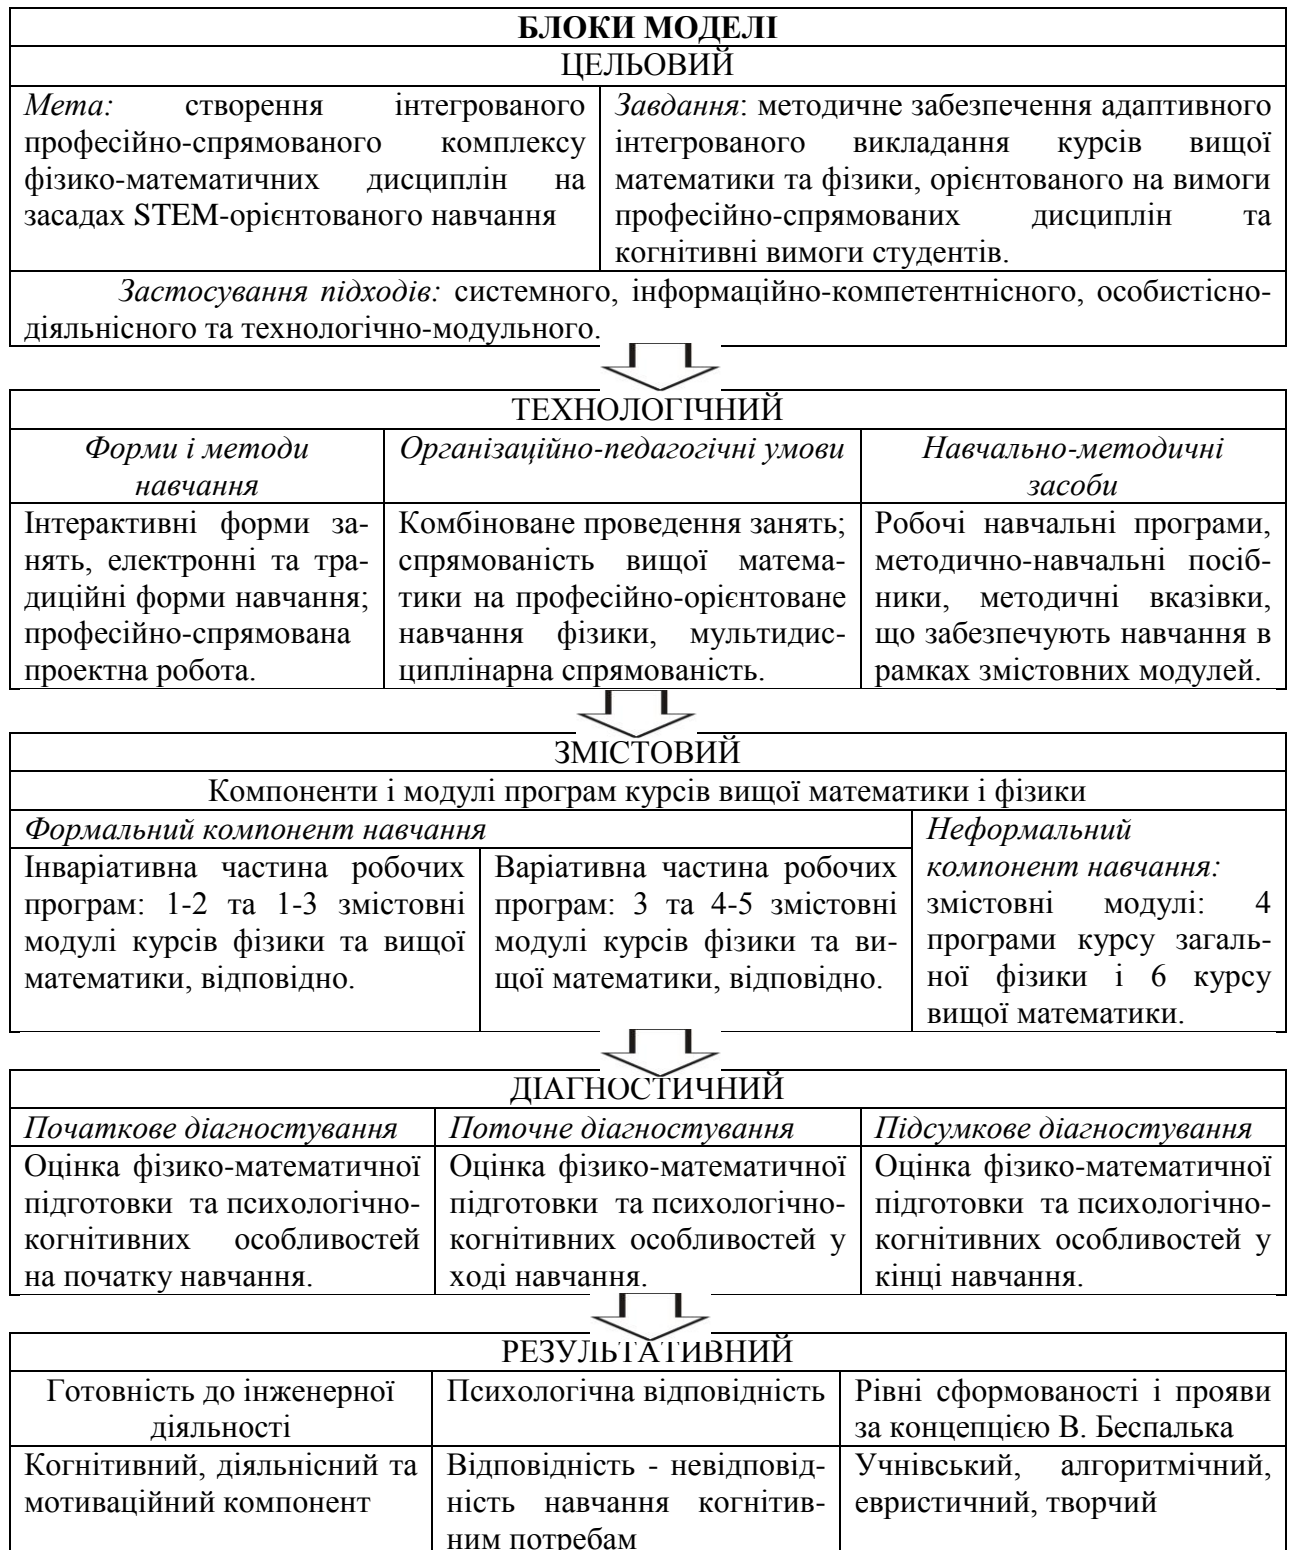 БЛОКИ МОДЕЛІ
ЦЕЛЬОВИЙ
Мета: створення інтегрованого
професійно-спрямованого комплексу
фізико-математичних дисциплін на
засадах STEM-орієнтованого навчання
Завдання: методичне забезпечення адаптивного
інтегрованого викладання курсів вищої
математики та фізики, орієнтованого на вимоги
професійно-спрямованих дисциплін та
когнітивні вимоги студентів.
Застосування підходів: системного, інформаційно-компетентнісного, особистісно-
діяльнісного та технологічно-модульного.
ТЕХНОЛОГІЧНИЙ
Форми і методи
навчання
Організаційно-педагогічні умови
Навчально-методичні
засоби
Інтерактивні форми за-
нять, електронні та тра-
диційні форми навчання;
професійно-спрямована
проектна робота.
Комбіноване проведення занять;
спрямованість вищої матема-
тики на професійно-орієнтоване
навчання фізики, мультидис-
циплінарна спрямованість.
Робочі навчальні програми,
методично-навчальні посіб-
ники, методичні вказівки,
що забезпечують навчання в
рамках змістовних модулей.
ЗМІСТОВИЙ
Компоненти і модулі програм курсів вищої математики і фізики
Формальний компонент навчання
Інваріативна частина робочих
програм: 1-2 та 1-3 змістовні
модулі курсів фізики та вищої
математики, відповідно.
Варіативна частина робочих
програм: 3 та 4-5 змістовні
модулі курсів фізики та ви-
щої математики, відповідно.
Неформальний
компонент навчання:
змістовні модулі: 4
програми курсу загаль-
ної фізики і 6 курсу
вищої математики.
ДІАГНОСТИЧНИЙ
Початкове діагностування
Поточне діагностування
Підсумкове діагностування
Оцінка фізико-математичної
підготовки та психологічно-
когнітивних особливостей
на початку навчання.
Оцінка фізико-математичної
підготовки та психологічно-
когнітивних особливостей у
ході навчання.
Оцінка фізико-математичної
підготовки та психологічно-
когнітивних особливостей у
кінці навчання.
РЕЗУЛЬТАТИВНИЙ
Готовність до інженерної
діяльності
Психологічна відповідність
Рівні сформованості і прояви
за концепцією В. Беспалька
Когнітивний, діяльнісний та
мотиваційний компонент
Відповідність - невідповід-
ність навчання когнітив-
ним потребам
Учнівський, алгоритмічний,
евристичний, творчий